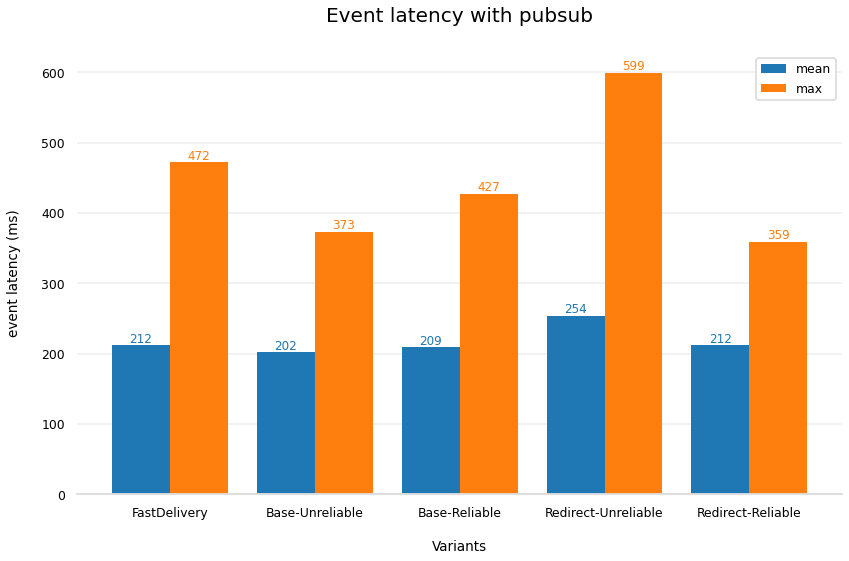 Event latency with pubsub
mean
max
event latency (ms)
600
500
400
300
200
100
0
212
472
202
373
209
427
254
599
212
359
FastDelivery
Base-Unreliable
Base-Reliable
Redirect-Unreliable
Redirect-Reliable
Variants